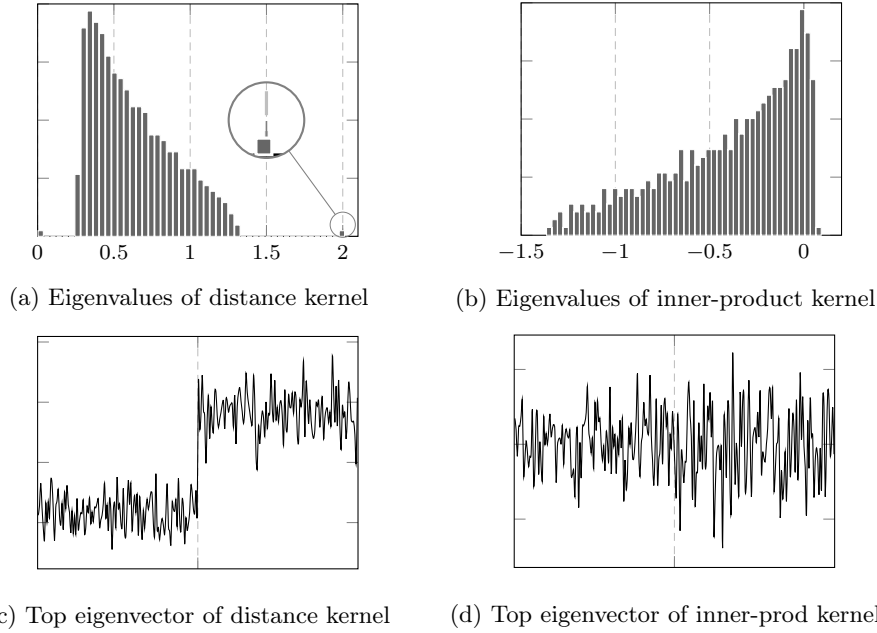 0 0.5 1 1.5 2
−1.5 −1 −0.5 0
(a) Eigenvalues of distance kernel
(b) Eigenvalues of inner-product kernel
c) Top eigenvector of distance kernel
(d) Top eigenvector of inner-prod kernel